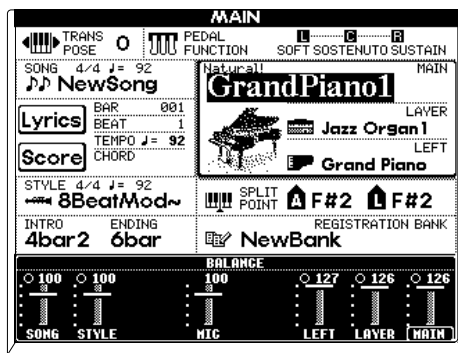 MAIN
TRANSPOSE 0
PEDAL FUNCTION
L C R
SOFT SOSTENUTO SUSTAIN
SONG 4/4 ♩= 92
NewSong
Natural! MAIN
GrandPiano1
Lyrics
BAR 001
BEAT 1
TEMPO ♩= 92
CHORD
Score
LAYER
Jazz Organ1
LEFT
Grand Piano
STYLE 4/4 ♩= 92
8BeatMod~
SPLIT POINT A F#2 L F#2
INTRO ENDING
4bar2 6bar
REGISTRATION BANK
NewBank
BALANCE
100 100 100 127 126 126
SONG STYLE MIC LEFT LAYER MAIN